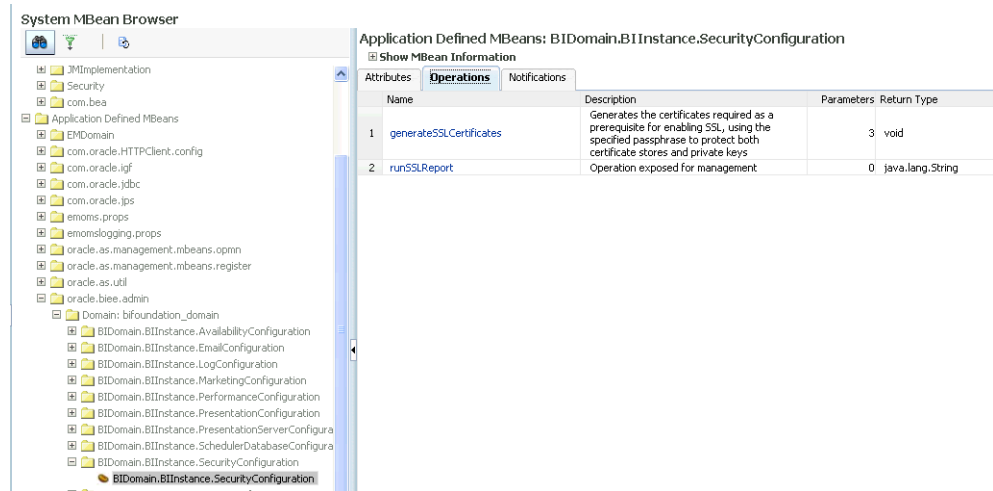 System MBean Browser
JMImplementation
Security
com.bea
Application Defined MBeans
EMDomain
com.oracle.HTTPClient.config
com.oracle.igf
com.oracle.jdbc
com.oracle.jps
emoms.props
emomslogging.props
oracle.as.management.mbeans.opmn
oracle.as.management.mbeans.register
oracle.as.util
oracle.biee.admin
Domain: bifoundation_domain
BIDomain.BIInstance.AvailabilityConfiguration
BIDomain.BIInstance.EmailConfiguration
BIDomain.BIInstance.LogConfiguration
BIDomain.BIInstance.MarketingConfiguration
BIDomain.BIInstance.PerformanceConfiguration
BIDomain.BIInstance.PresentationConfiguration
BIDomain.BIInstance.PresentationServerConfigura
BIDomain.BIInstance.SchedulerDatabaseConfigura
BIDomain.BIInstance.SecurityConfiguration
BIDomain.BIInstance.SecurityConfiguration
Application Defined MBeans: BIDomain.BIInstance.SecurityConfiguration
Show MBean Information
Attributes Operations Notifications
Name Description Parameters Return Type
1 generateSSLCertificates Generates the certificates required as a
prerequisite for enabling SSL, using the
specified passphrase to protect both
certificate stores and private keys 3 void
2 runSSLReport Operation exposed for management 0 java.lang.String